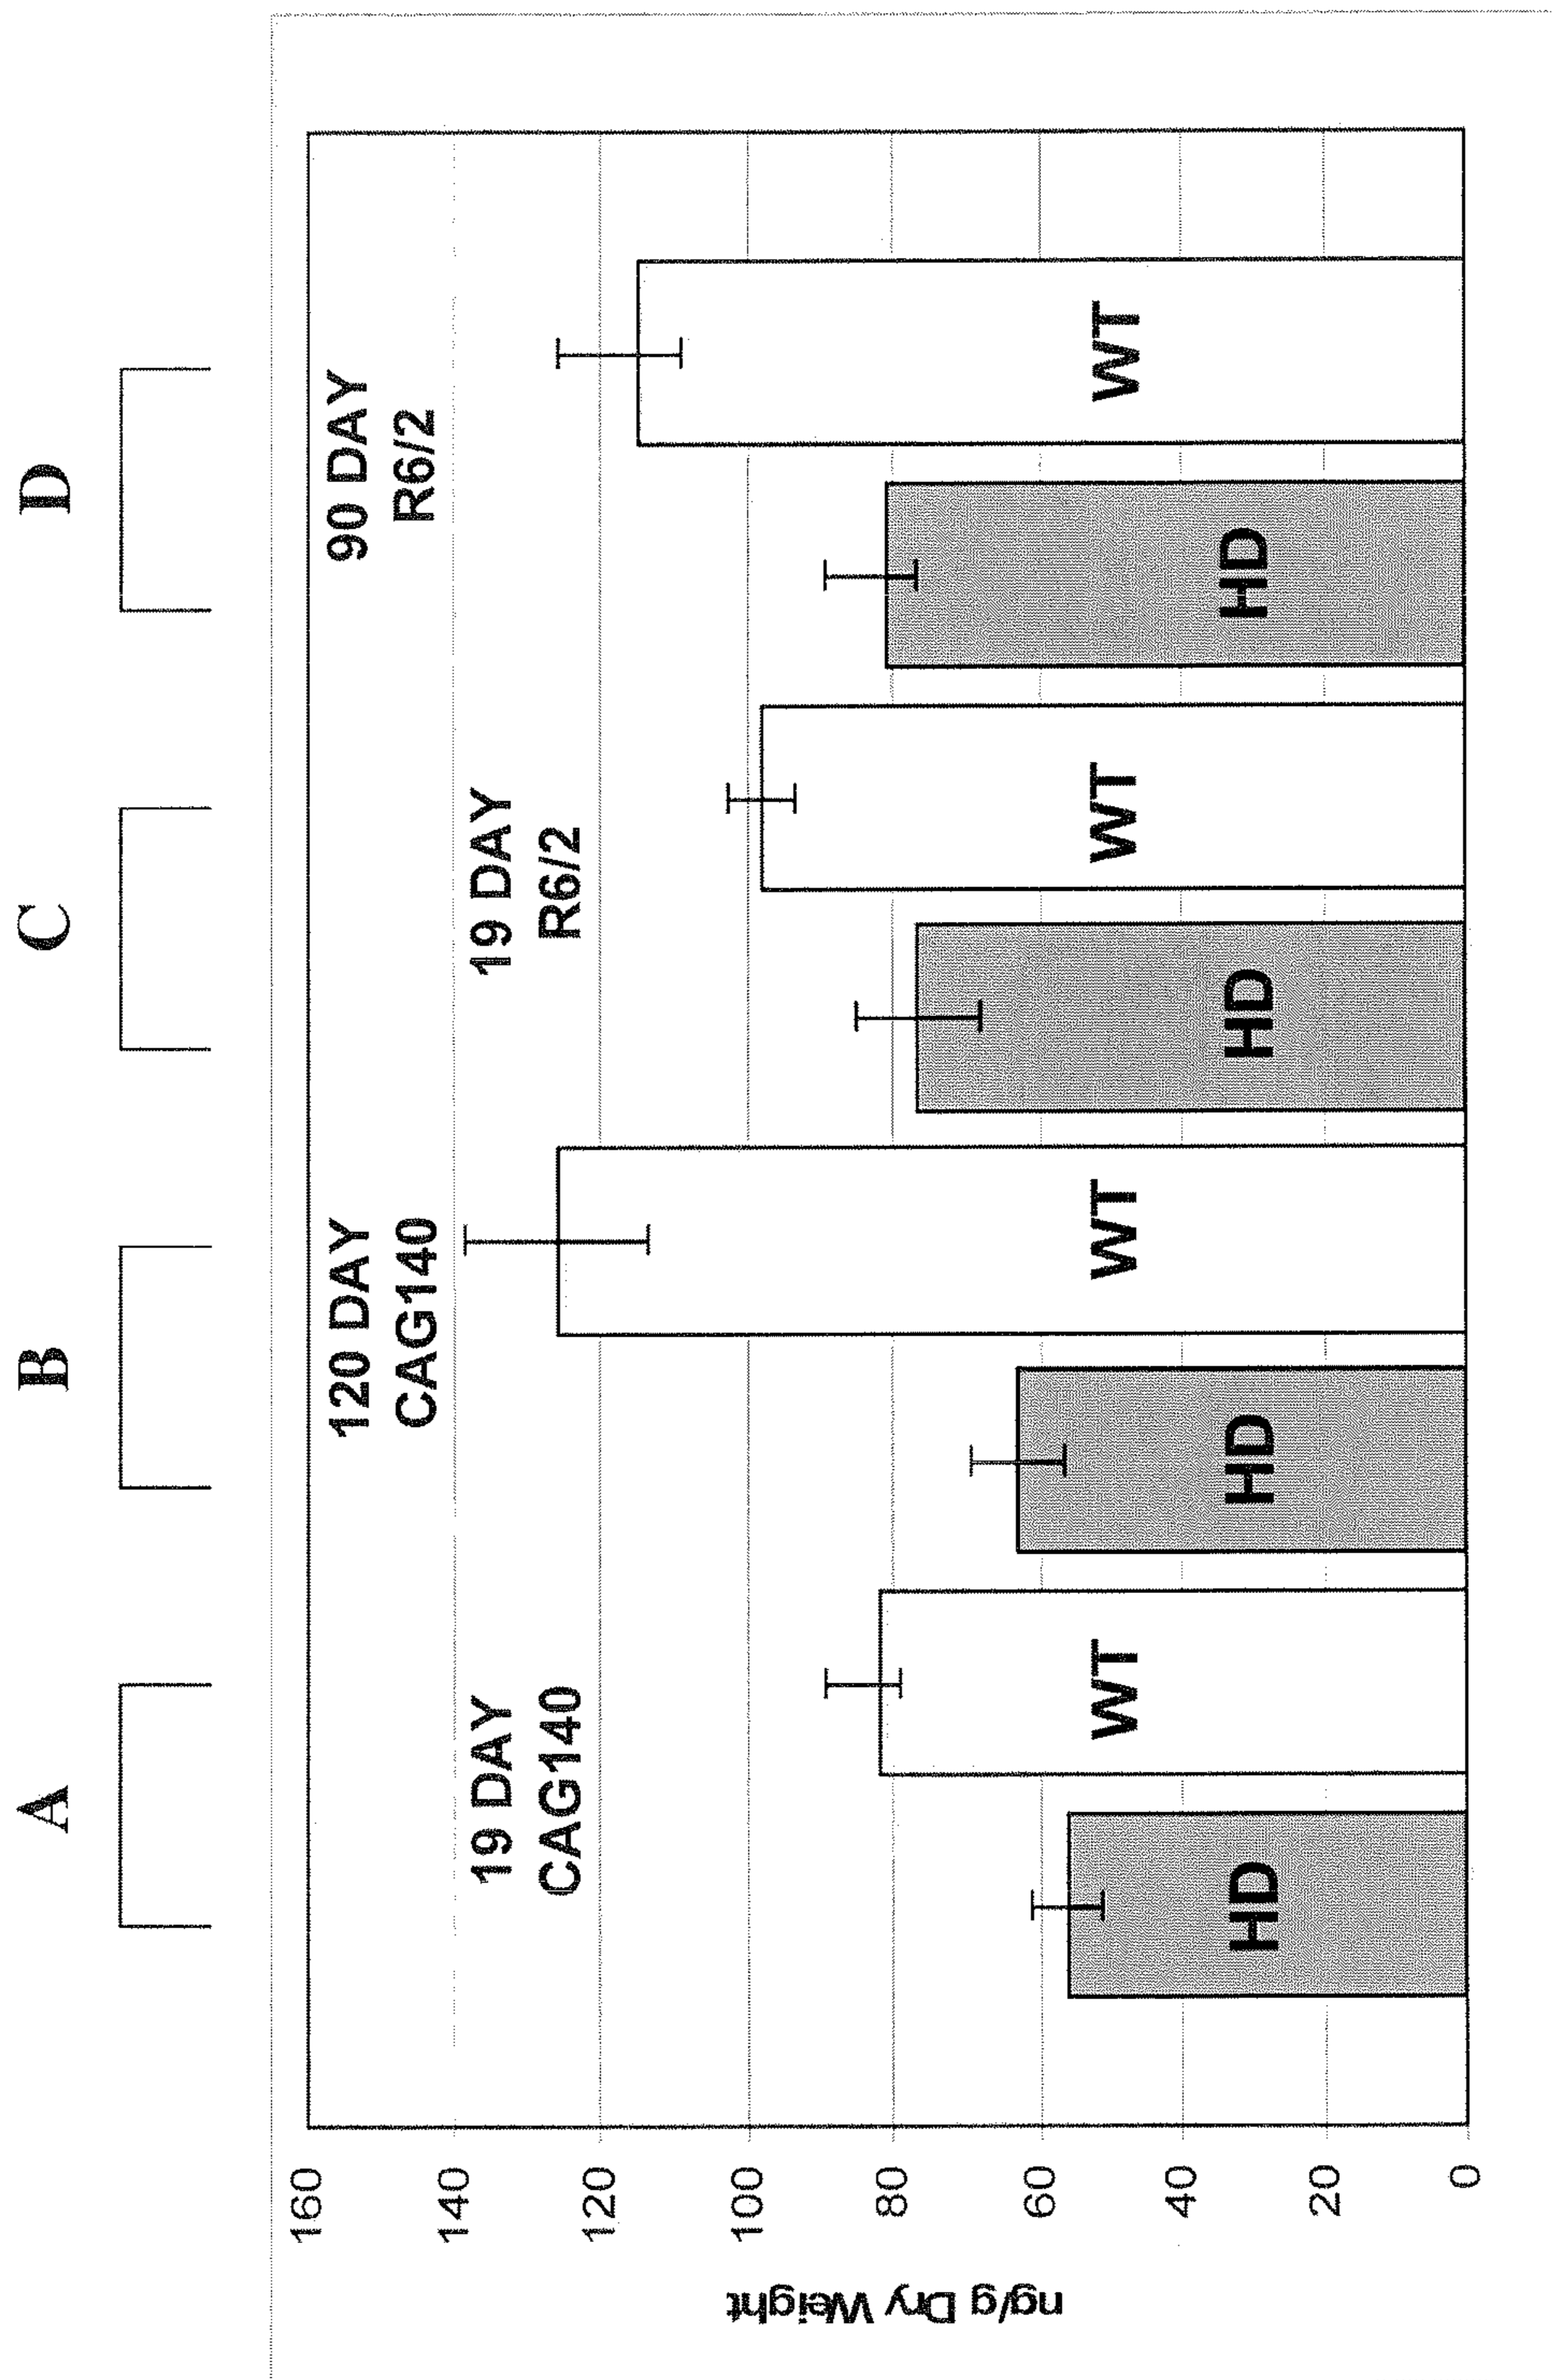 A
B
C
D
160
140
120
100
80
60
40
20
0
ng/g Dry Weight
19 DAY
CAG140
120 DAY
CAG140
19 DAY
R6/2
90 DAY
R6/2
HD
WT
HD
WT
HD
WT
HD
WT